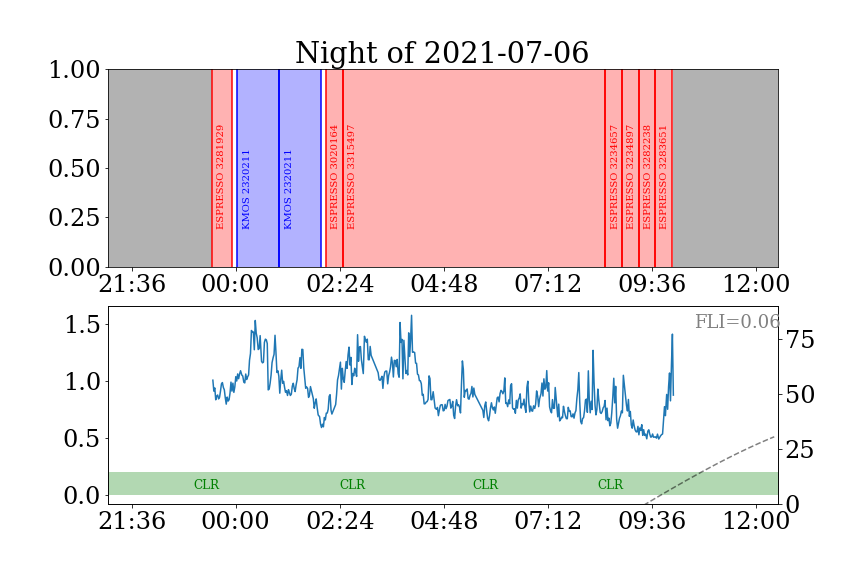 Night of 2021-07-06
1.00
0.75
0.50
0.25
0.00
ESPRESSO 3281929
KMOS 2320211
KMOS 2320211
ESPRESSO 3020164
ESPRESSO 3315497
ESPRESSO 3234657
ESPRESSO 3234897
ESPRESSO 3282238
ESPRESSO 3283651
21:36 00:00 02:24 04:48 07:12 09:36 12:00
FLI=0.06
1.5
1.0
0.5
0.0
75
50
25
0
CLR CLR CLR CLR
21:36 00:00 02:24 04:48 07:12 09:36 12:00